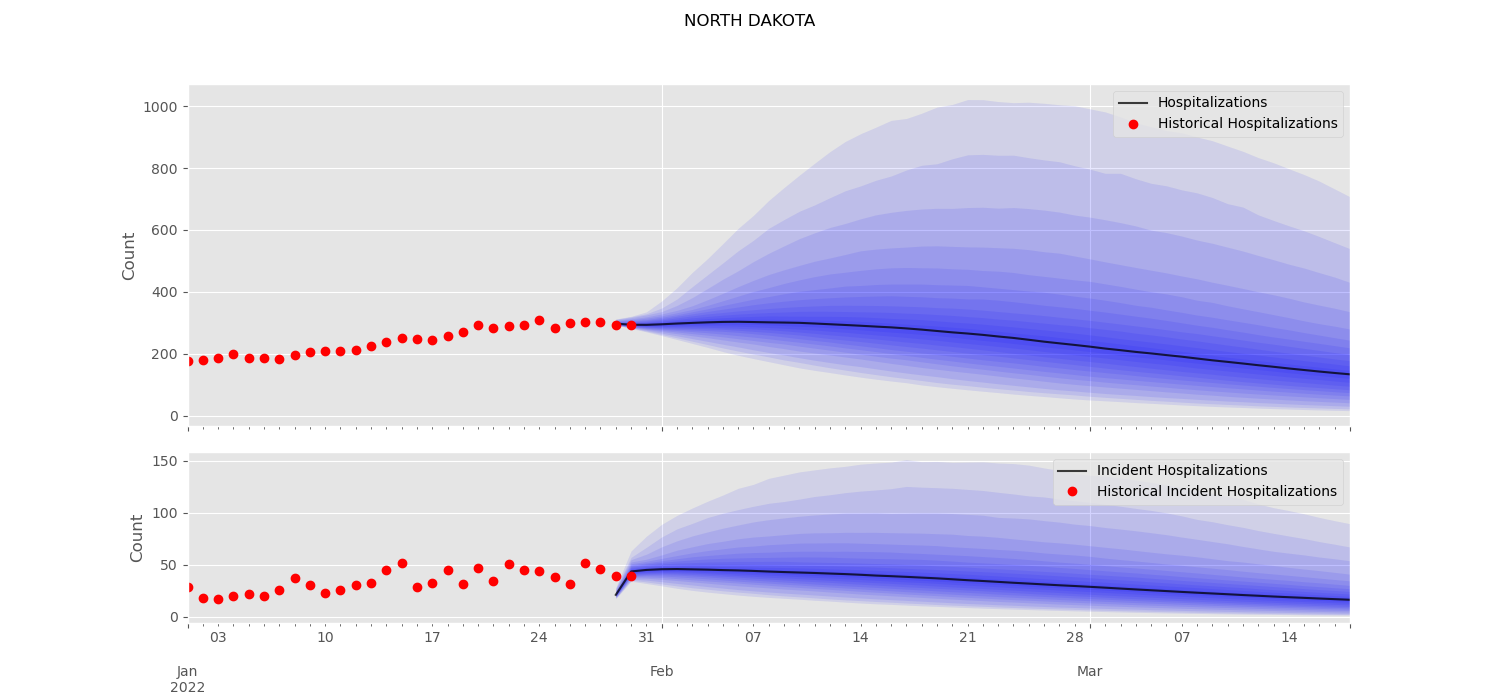 NORTH DAKOTA
1000
800
600
400
200
0
Count
Hospitalizations
Historical Hospitalizations
150
100
50
0
Count
Incident Hospitalizations
Historical Incident Hospitalizations
03 10 17 24 31 07 14 21 28 07 14
Jan Feb Mar
2022